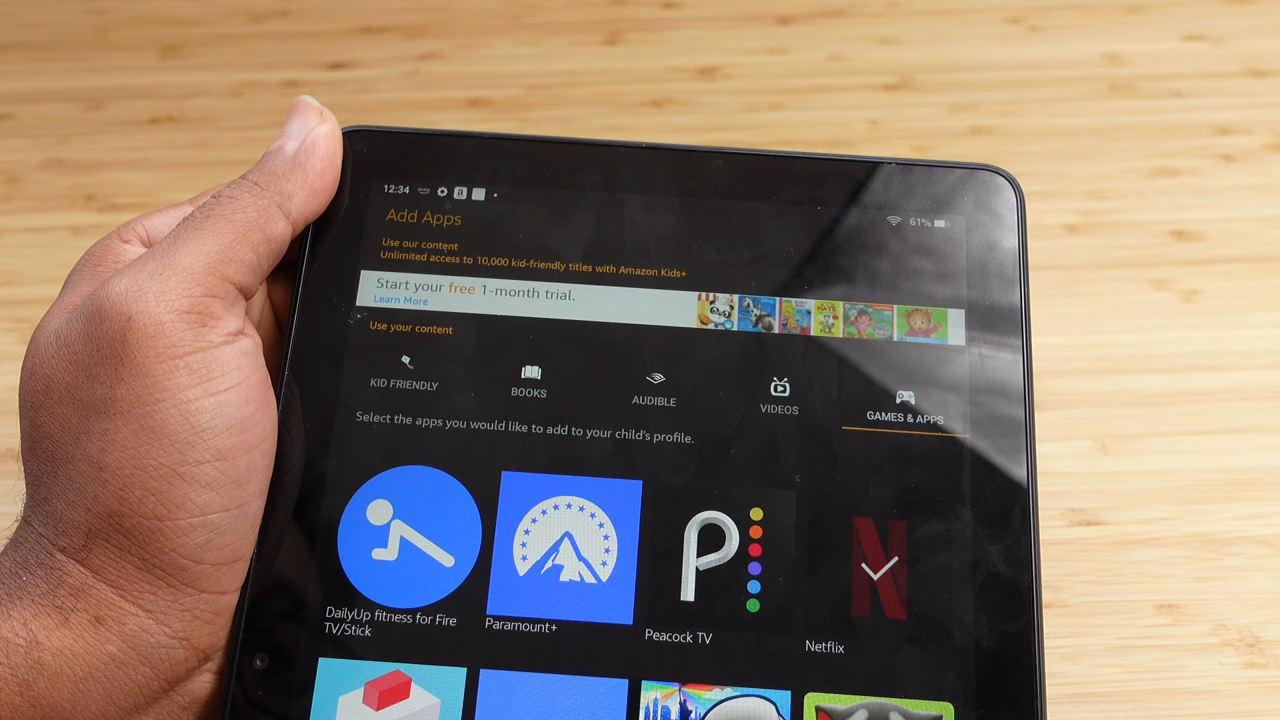 12:34
61%
Add Apps
Use our content
Unlimited access to 10,000 kid-friendly titles with Amazon Kids+
Start your free 1-month trial.
Learn More
Use your content
KID FRIENDLY
BOOKS
AUDIBLE
VIDEOS
GAMES & APPS
Select the apps you would like to add to your child's profile.
DailyUp fitness for Fire
TV/Stick
Paramount+
Peacock TV
Netflix